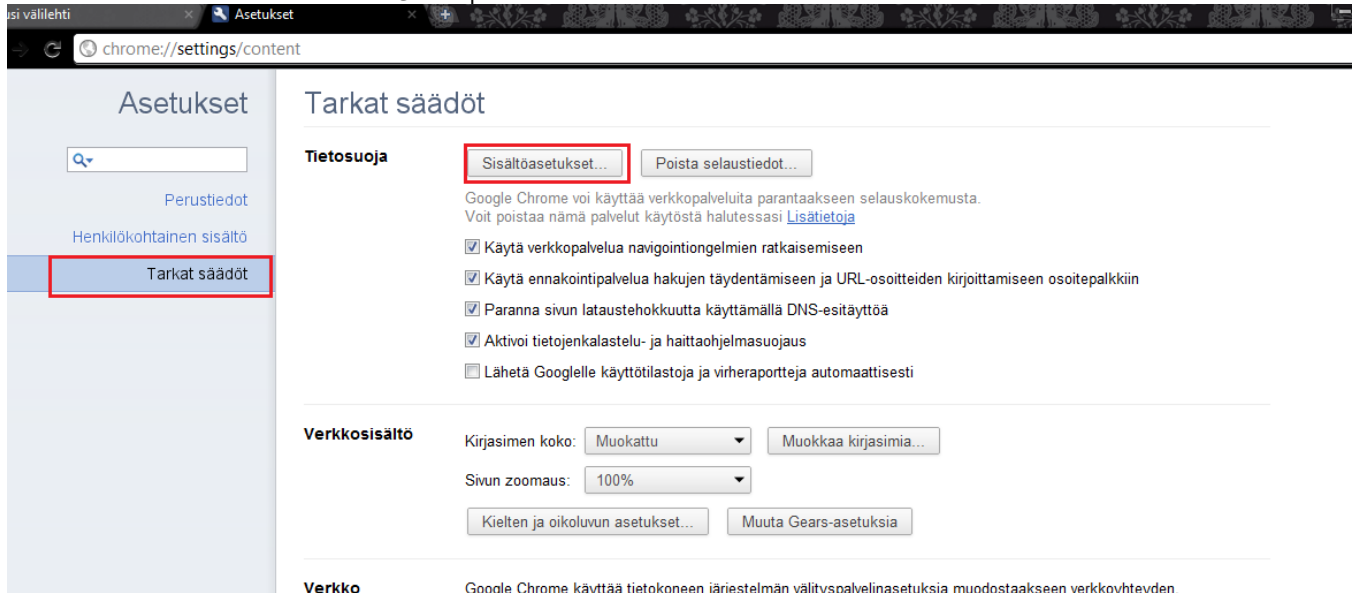 usi välilehti
Asetukset
chrome://settings/content
Asetukset
Tarkat säädöt
Perustiedot
Henkilökohtainen sisältö
Tarkat säädöt
Tietosuoja
Sisältöasetukset...
Poista selaustiedot...
Google Chrome voi käyttää verkkopalveluita parantaakseen selauskokemusta.
Voit poistaa nämä palvelut käytöstä halutessasi Lisätietoja
Käytä verkkopalvelua navigointiongelmien ratkaisemiseen
Käytä ennakointipalvelua hakujen täydentämiseen ja URL-osoitteiden kirjoittamiseen osoitepalkkiin
Paranna sivun lataustehokkuutta käyttämällä DNS-esitäyttöä
Aktivoi tietojenkalastelu- ja haittaohjelmasuojaus
Lähetä Googlelle käyttötilastoja ja virheraportteja automaattisesti
Verkkosisältö
Kirjasimen koko: Muokattu Muokkaa kirjasimia...
Sivun zoomaus: 100%
Kielten ja oikoluvun asetukset... Muuta Gears-asetuksia
Verkko
Google Chrome käyttää tietokoneen järjestelmän välityspalvelinasetuksia muodostaakseen verkkoyhteyden.